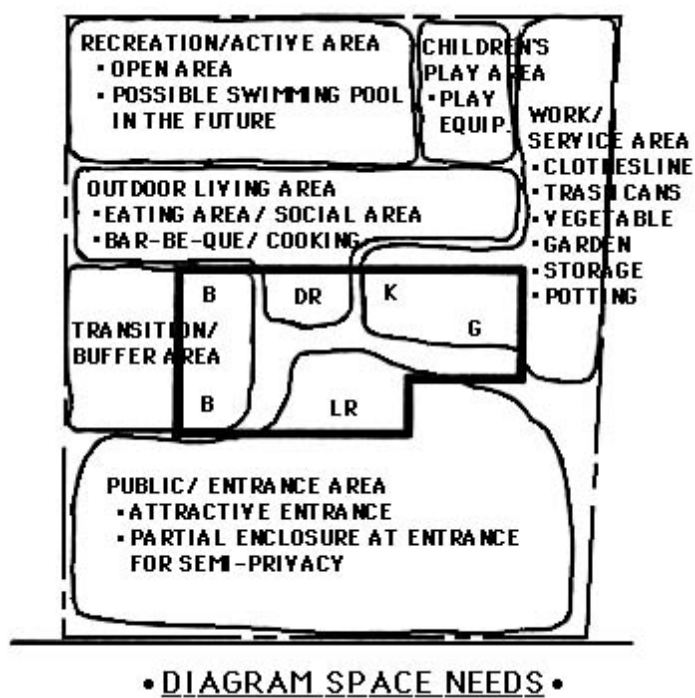 RECREATION/ACTIVE AREA
• OPEN AREA
• POSSIBLE SWIMMING POOL
IN THE FUTURE
CHILDREN'S
PLAY AREA
• PLAY
EQUIP.
WORK/
SERVICE AREA
• CLOTHESLINE
• TRASH CANS
• VEGETABLE
• GARDEN
• STORAGE
• POTTING
OUTDOOR LIVING AREA
• EATING AREA/ SOCIAL AREA
• BAR-BE-QUE/ COOKING
B
DR
K
G
TRANSITION/
BUFFER AREA
B
LR
PUBLIC/ ENTRANCE AREA
• ATTRACTIVE ENTRANCE
• PARTIAL ENCLOSURE AT ENTRANCE
FOR SEMI-PRIVACY
• DIAGRAM SPACE NEEDS •